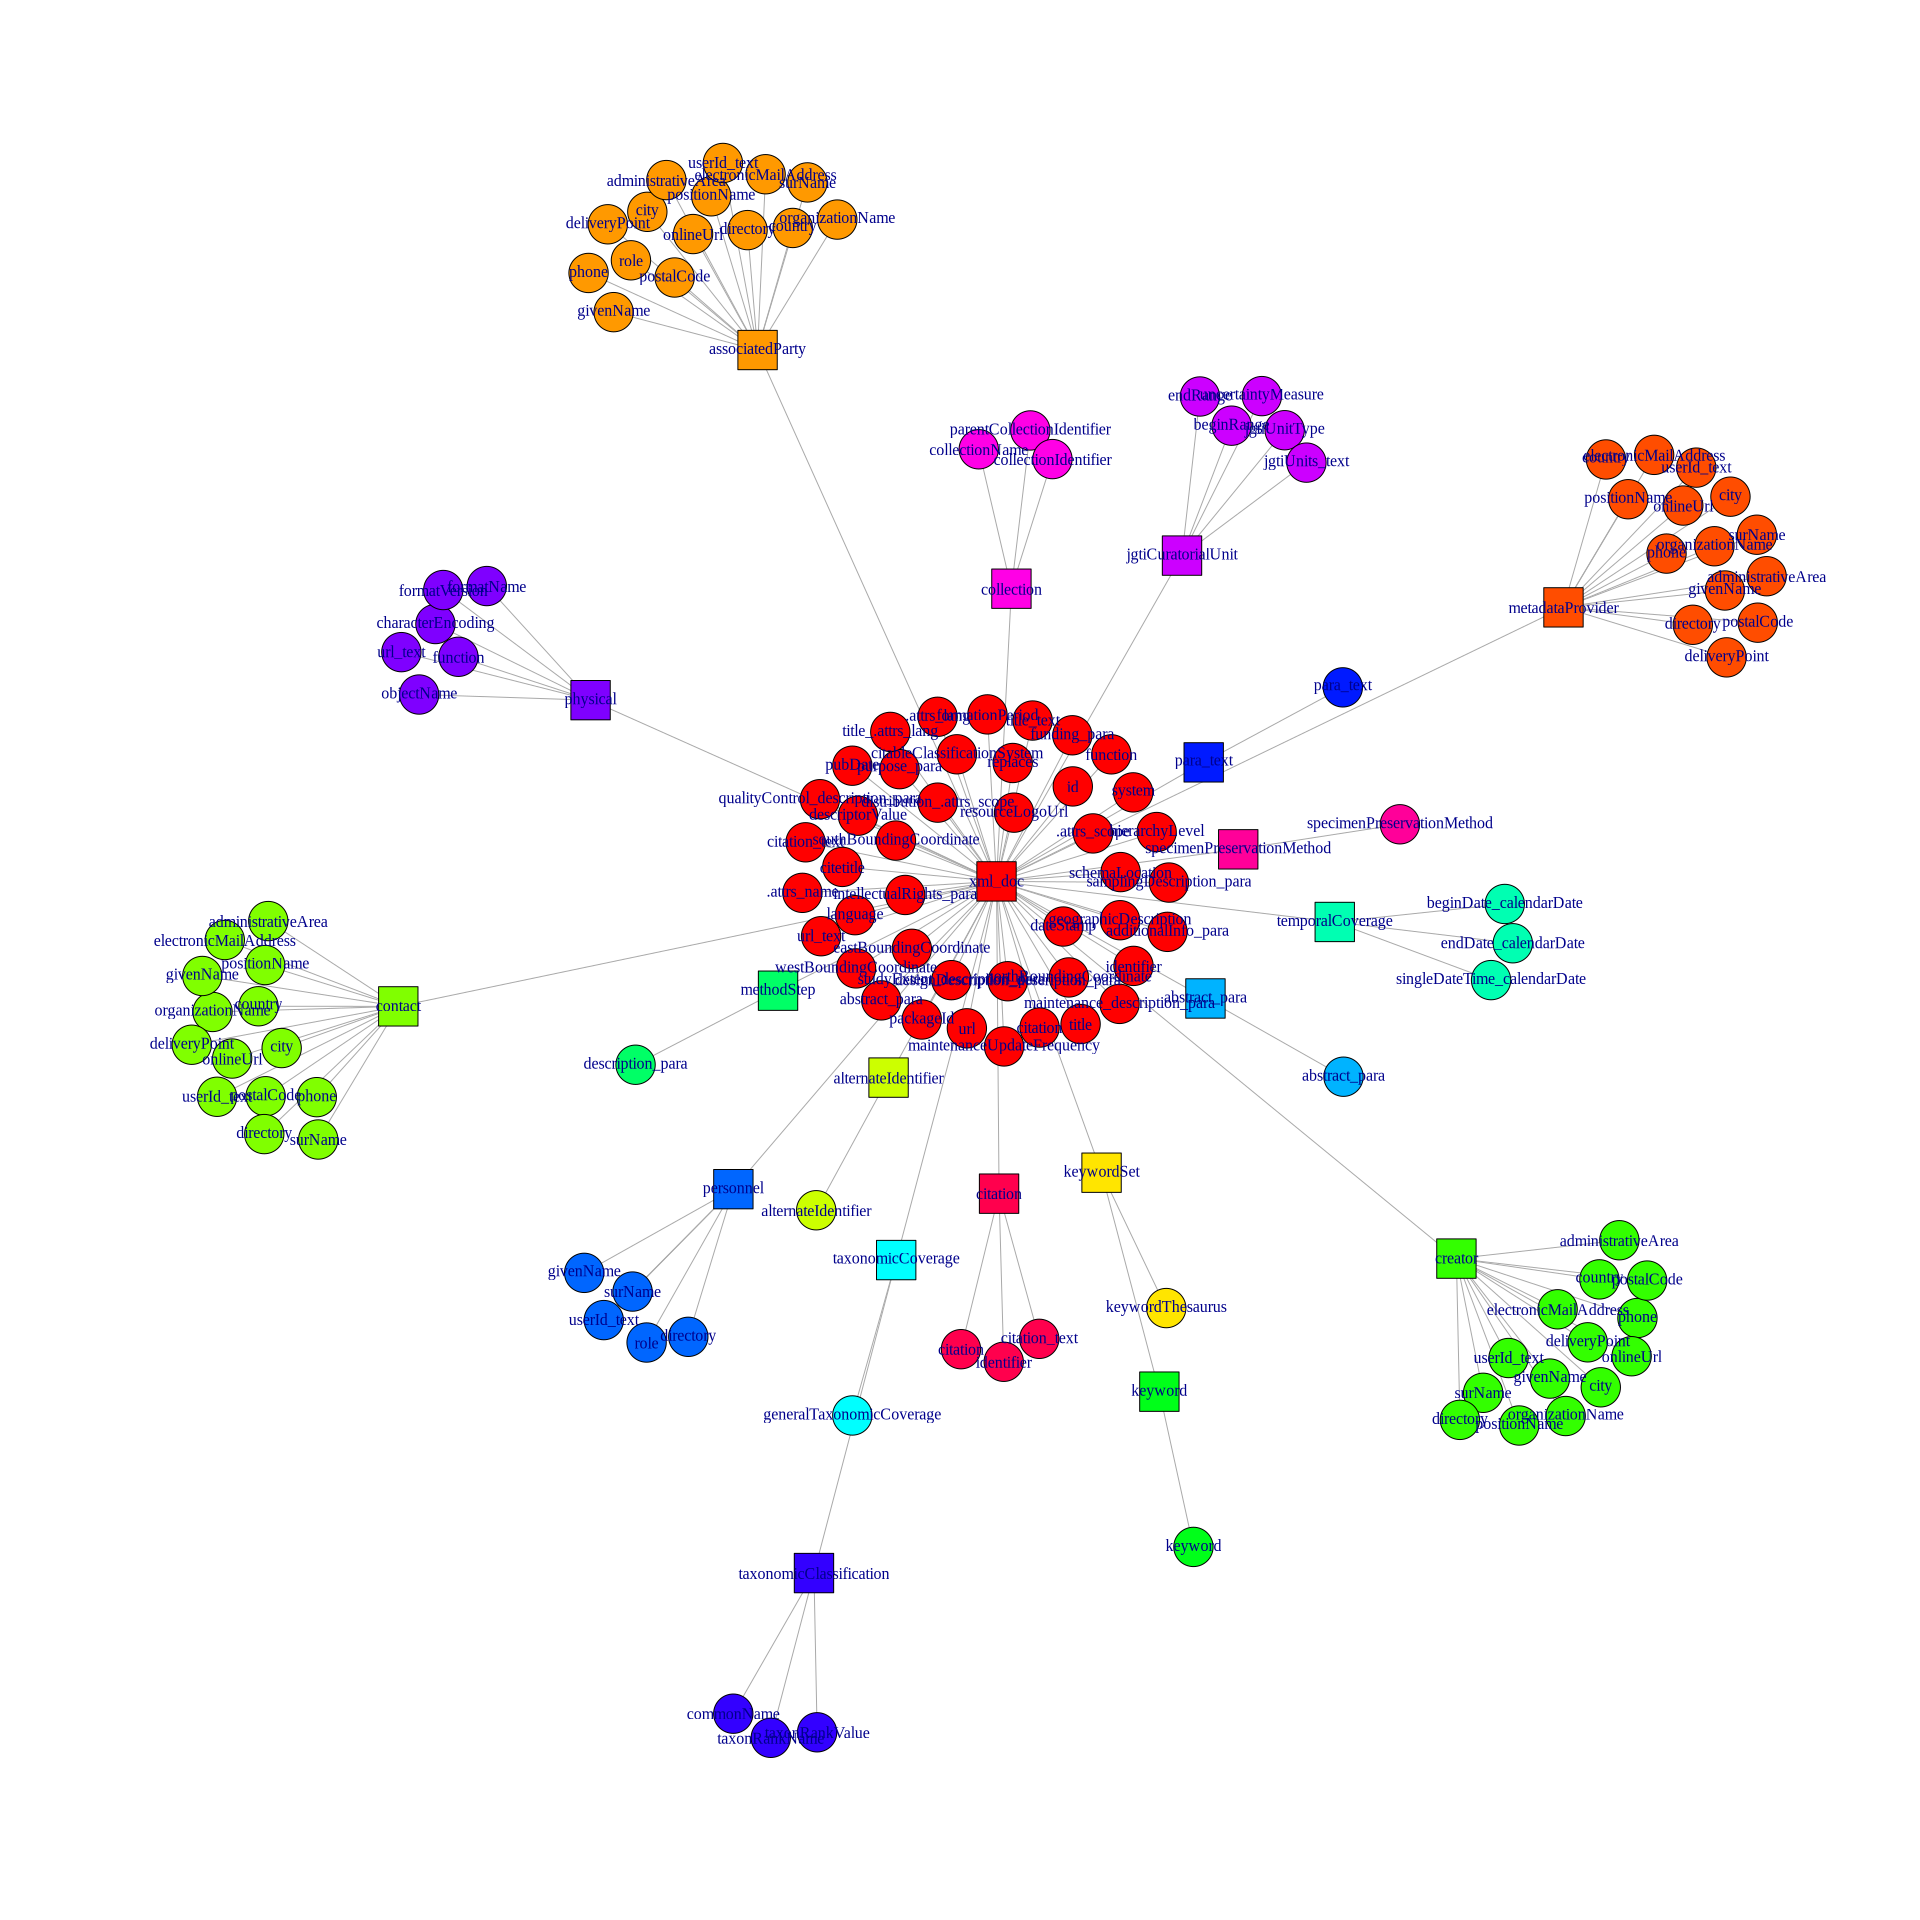 userId_text
electronicMailAddress
administrativeArea
surName
positionName
city
organizationName
deliveryPoint
directory
country
onlineUrl
role
phone
postalCode
givenName
associatedParty
endRange
uncertaintyMeasure
beginRange
jgtiUnitType
jgtiUnits_text
jgtiCuratorialUnit
parentCollectionIdentifier
collectionName
collectionIdentifier
collection
country
electronicMailAddress
userId_text
positionName
city
onlineUrl
surName
organizationName
phone
administrativeArea
givenName
metadataProvider
directory
postalCode
deliveryPoint
formatName
formatVersion
characterEncoding
url_text
function
objectName
physical
para_text
para_text
.attrs_lang
formationPeriod
title_text
title_.attrs_lang
funding_para
citableClassificationSystem
function
replaces
pubDate
purpose_para
id
system
qualityControl_description_para
distribution_.attrs_scope
resourceLogoUrl
descriptorValue
.attrs_scope
hierarchyLevel
citation_text
southBoundingCoordinate
specimenPreservationMethod
specimenPreservationMethod
citetitle
schemaLocation
xml_doc
samplingDescription_para
.attrs_name
intellectualRights_para
language
geographicDescription
dateStamp
additionalInfo_para
url_text
eastBoundingCoordinate
westBoundingCoordinate
identifier
studyExtent_description_para
designDescription_description_para
northBoundingCoordinate
abstract_para
maintenance_description_para
abstract_para
packageId
url
citation
title
maintenanceUpdateFrequency
methodStep
description_para
beginDate_calendarDate
temporalCoverage
endDate_calendarDate
singleDateTime_calendarDate
abstract_para
administrativeArea
electronicMailAddress
positionName
givenName
country
organizationName
contact
deliveryPoint
city
onlineUrl
userId_text
postalCode
phone
directory
surName
alternateIdentifier
alternateIdentifier
personnel
givenName
surName
userId_text
role
directory
taxonomicCoverage
generalTaxonomicCoverage
citation
citation
citation_text
identifier
keywordSet
keywordThesaurus
keyword
keyword
creator
administrativeArea
country
postalCode
electronicMailAddress
phone
deliveryPoint
onlineUrl
userId_text
givenName
city
surName
directory
organizationName
positionName
taxonomicClassification
commonName
taxonRankName
taxonRankValue